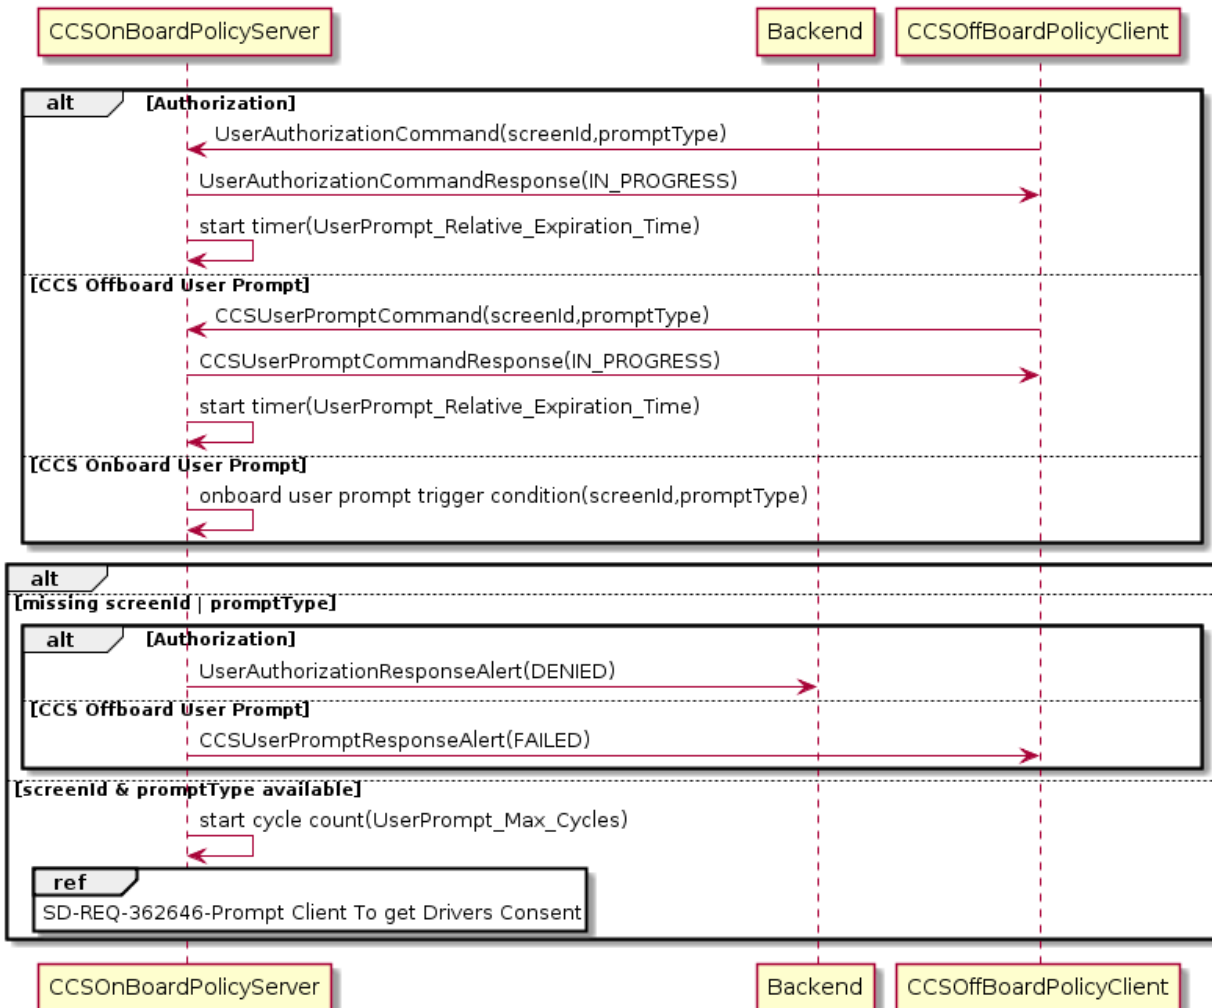 CCSOnBoardPolicyServer
Backend
CCSOffBoardPolicyClient
alt
[Authorization]
UserAuthorizationCommand(screenId,promptType)
UserAuthorizationCommandResponse(IN_PROGRESS)
start timer(UserPrompt_Relative_Expiration_Time)
[CCS Offboard User Prompt]
CCSUserPromptCommand(screenId,promptType)
CCSUserPromptCommandResponse(IN_PROGRESS)
start timer(UserPrompt_Relative_Expiration_Time)
[CCS Onboard User Prompt]
onboard user prompt trigger condition(screenId,promptType)
alt
[missing screenId | promptType]
alt
[Authorization]
UserAuthorizationResponseAlert(DENIED)
[CCS Offboard User Prompt]
CCSUserPromptResponseAlert(FAILED)
[screenId & promptType available]
start cycle count(UserPrompt_Max_Cycles)
ref
SD-REQ-362646-Prompt Client To get Drivers Consent
CCSOnBoardPolicyServer
Backend
CCSOffBoardPolicyClient